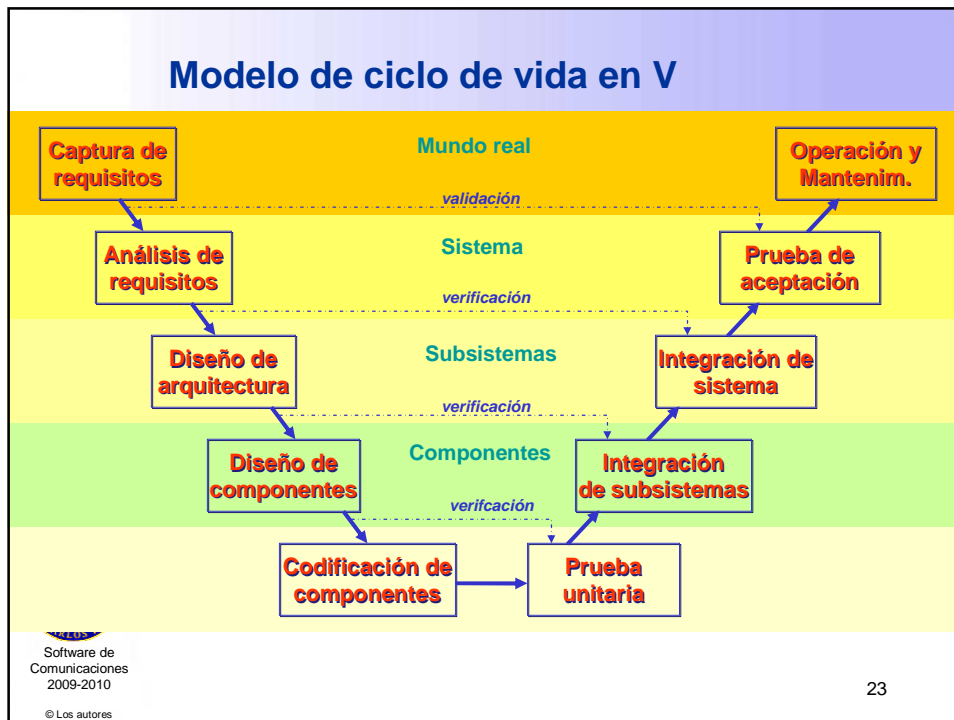 Modelo de ciclo de vida en V
Captura de
requisitos
Mundo real
Operación y
Mantenim.
validación
Análisis de
requisitos
Sistema
Prueba de
aceptación
verificación
Diseño de
arquitectura
Subsistemas
Integración de
sistema
verificación
Diseño de
componentes
Componentes
Integración
de subsistemas
verifcación
Codificación de
componentes
Prueba
unitaria
Software de
Comunicaciones
2009-2010
© Los autores
23